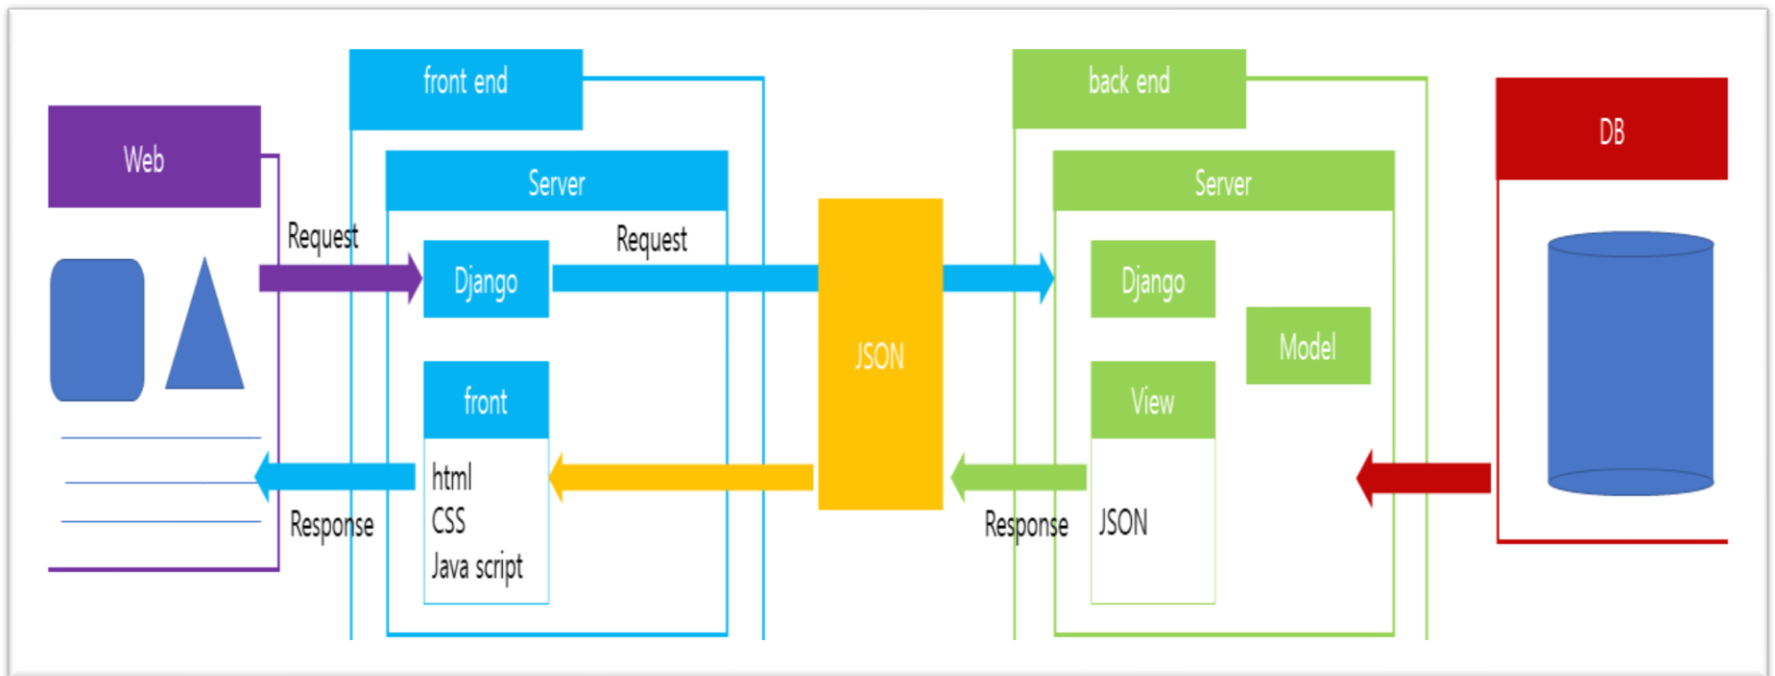 Web
Request
Response
front end
Server
Django
Request
front
html
CSS
Java script
JSON
back end
Server
Django
Model
View
JSON
Response
DB